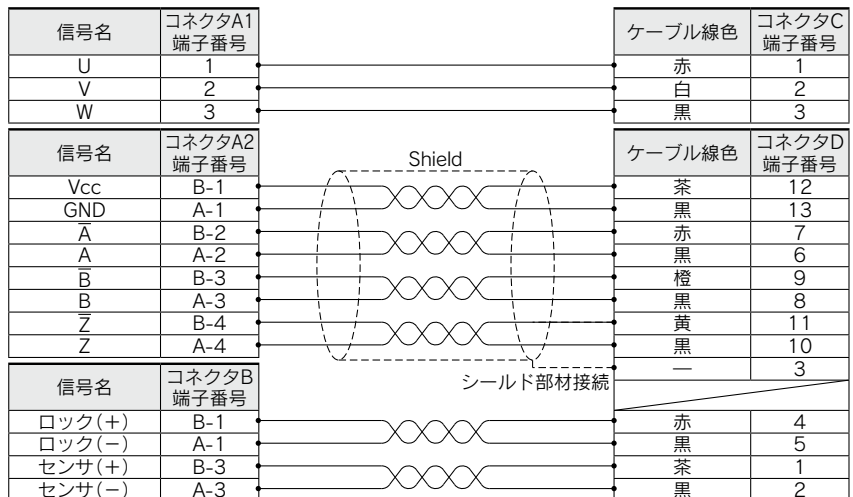 信号名 コネクタA1 端子番号 ケーブル線色 コネクタC 端子番号
U 1 赤 1
V 2 白 2
W 3 黒 3
信号名 コネクタA2 端子番号 Shield ケーブル線色 コネクタD 端子番号
Vcc B-1 茶 12
GND A-1 黒 13
A̅ B-2 赤 7
A A-2 黒 6
B̅ B-3 橙 9
B A-3 黒 8
Z̅ B-4 黄 11
Z A-4 黒 10
シールド部材接続 — 3
信号名 コネクタB 端子番号
ロック(+) B-1 赤 4
ロック(−) A-1 黒 5
センサ(+) B-3 茶 1
センサ(−) A-3 黒 2